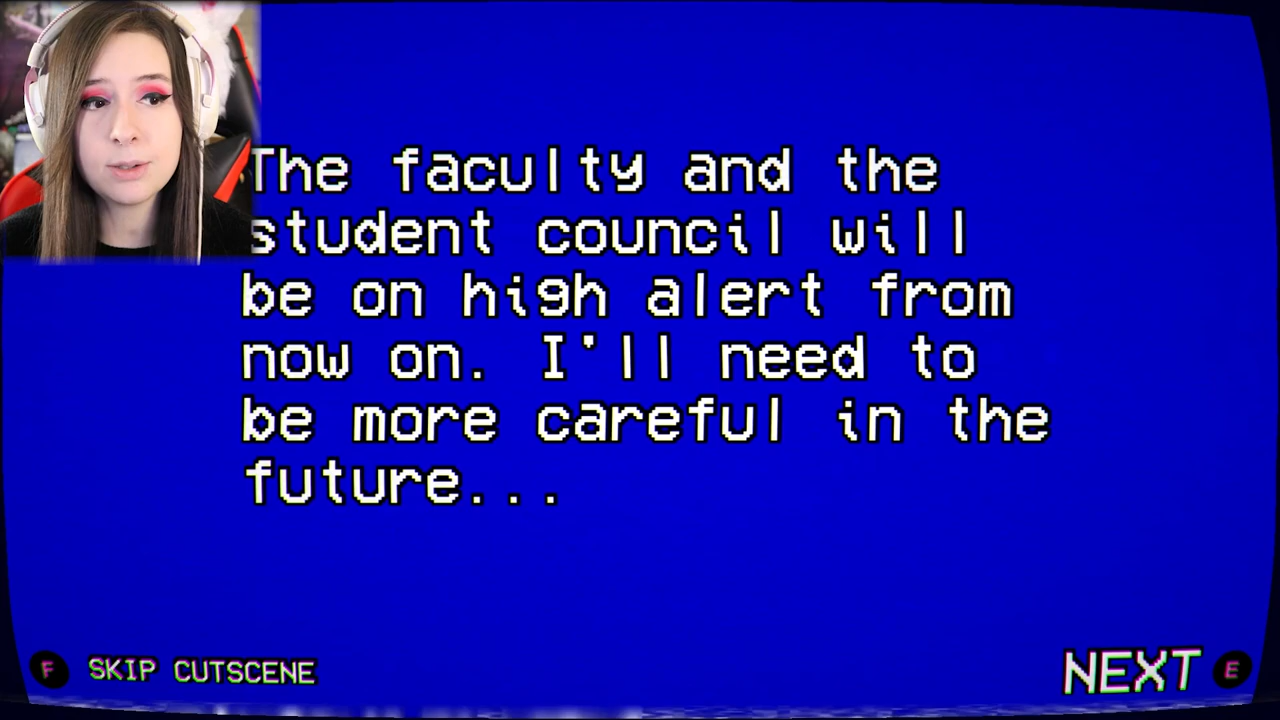 The faculty and the
student council will
be on high alert from
now on. I'll need to
be more careful in the
future...
F SKIP CUTSCENE
NEXT E